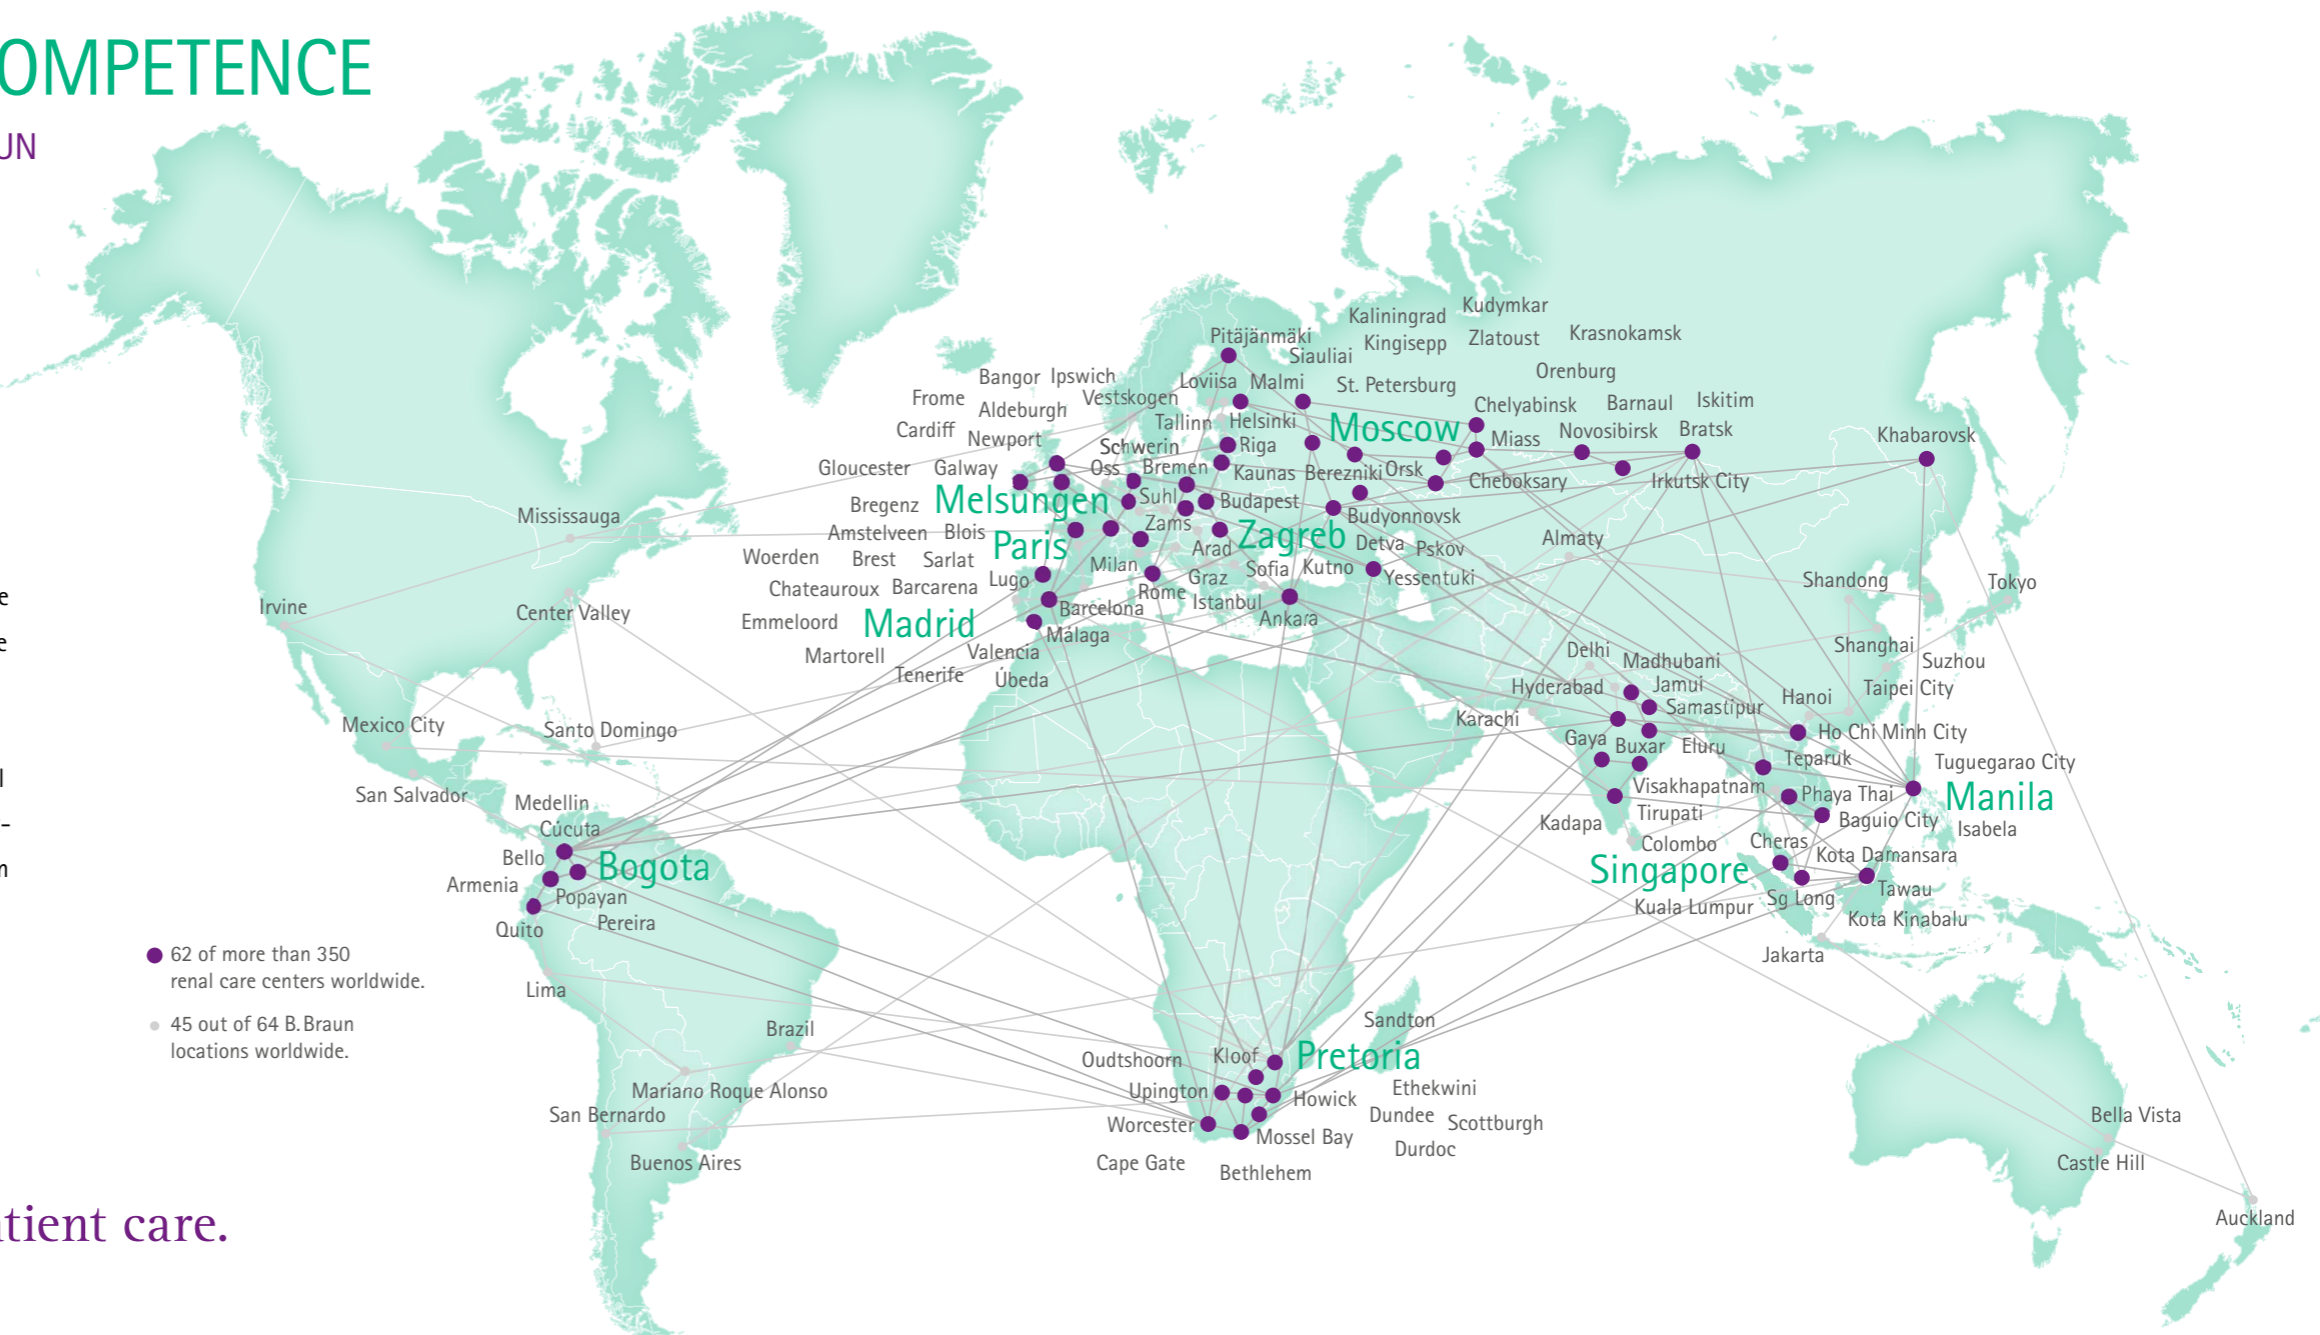 OMPETENCE
UN
e
e
l
-
n
tient care.
62 of more than 350
renal care centers worldwide.
45 out of 64 B. Braun
locations worldwide.
Mississauga
Irvine
Center Valley
Mexico City
Santo Domingo
San Salvador
Medellin
Cúcuta
Bello
Bogota
Armenia
Popayan
Pereira
Quito
Lima
Brazil
Mariano Roque Alonso
San Bernardo
Buenos Aires
Kudymkar
Kaliningrad
Krasnokamsk
Pitäjänmäki
Kingisepp
Zlatoust
Siauliai
Orenburg
Bangor
Ipswich
Loviisa
Malmi
St. Petersburg
Frome
Vestskogen
Aldeburgh
Chelyabinsk
Barnaul
Iskitim
Cardiff
Newport
Tallinn
Helsinki
Moscow
Schwerin
Riga
Miass
Novosibirsk
Bratsk
Khabarovsk
Gloucester
Galway
Oss
Bremen
Kaunas
Berezniki
Orsk
Cheboksary
Irkutsk City
Bregenz
Melsungen
Suhl
Budapest
Budyonnovsk
Amstelveen
Blois
Paris
Zams
Arad
Zagreb
Detva
Pskov
Almaty
Woerden
Brest
Sarlat
Milan
Graz
Sofia
Kutno
Yessentuki
Chateauroux
Barcarena
Lugo
Rome
Istanbul
Shandong
Tokyo
Emmeloord
Madrid
Barcelona
Ankara
Málaga
Martorell
Valencia
Tenerife
Úbeda
Shanghai
Delhi
Madhubani
Suzhou
Hyderabad
Jamui
Hanoi
Taipei City
Karachi
Samastipur
Ho Chi Minh City
Gaya
Buxar
Eluru
Teparuk
Tuguegarao City
Visakhapatnam
Phaya Thai
Manila
Kadapa
Tirupati
Baguio City
Isabela
Colombo
Cheras
Kota Damansara
Singapore
Tawau
Kuala Lumpur
Sg Long
Kota Kinabalu
Jakarta
Sandton
Oudtshoorn
Kloof
Pretoria
Upington
Howick
Ethekwini
Worcester
Dundee
Scottburgh
Mossel Bay
Durdoc
Cape Gate
Bethlehem
Bella Vista
Castle Hill
Auckland